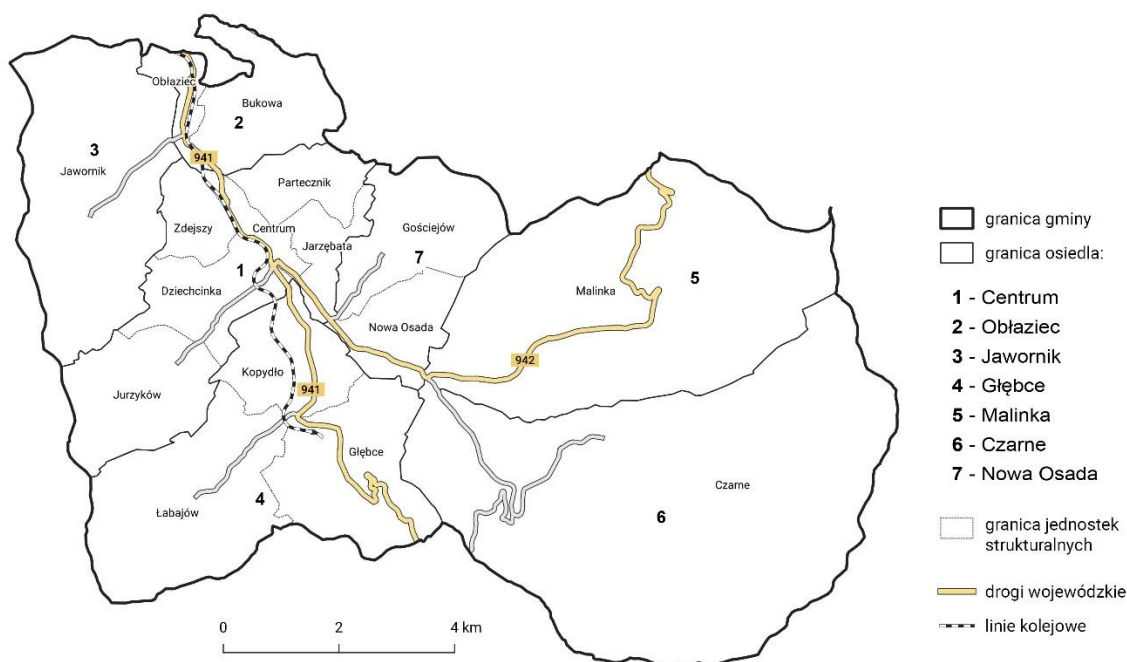 Obłaziec
Bukowa
2
3
Jawornik
941
Partecznik
Zdejszy
Centrum
Jarzębata
Gościejów
7
1
Dziechcinka
Malinka
5
Nowa Osada
942
Kopydło
Jurzyków
941
Głębce
Łabajów
4
Czarne
6
0 2 4 km
granica gminy
granica osiedla:
1 - Centrum
2 - Obłaziec
3 - Jawornik
4 - Głębce
5 - Malinka
6 - Czarne
7 - Nowa Osada
granica jednostek
strukturalnych
drogi wojewódzkie
linie kolejowe